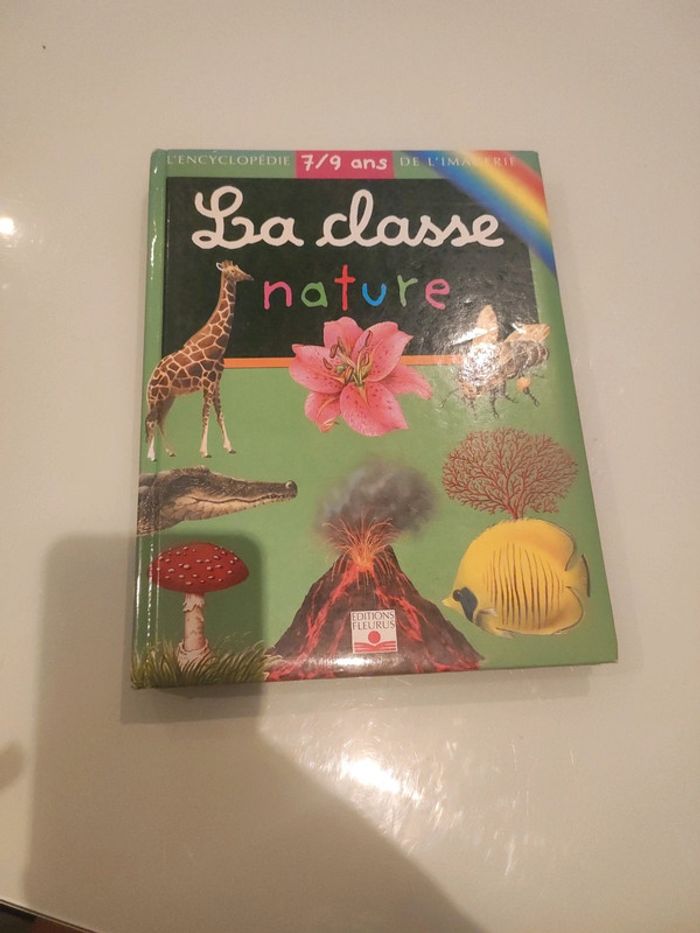 L'ENCYCLOPÉDIE 7/9 ans DE L'IMAGERIE
La classe
nature
EDITIONS
FLEURUS